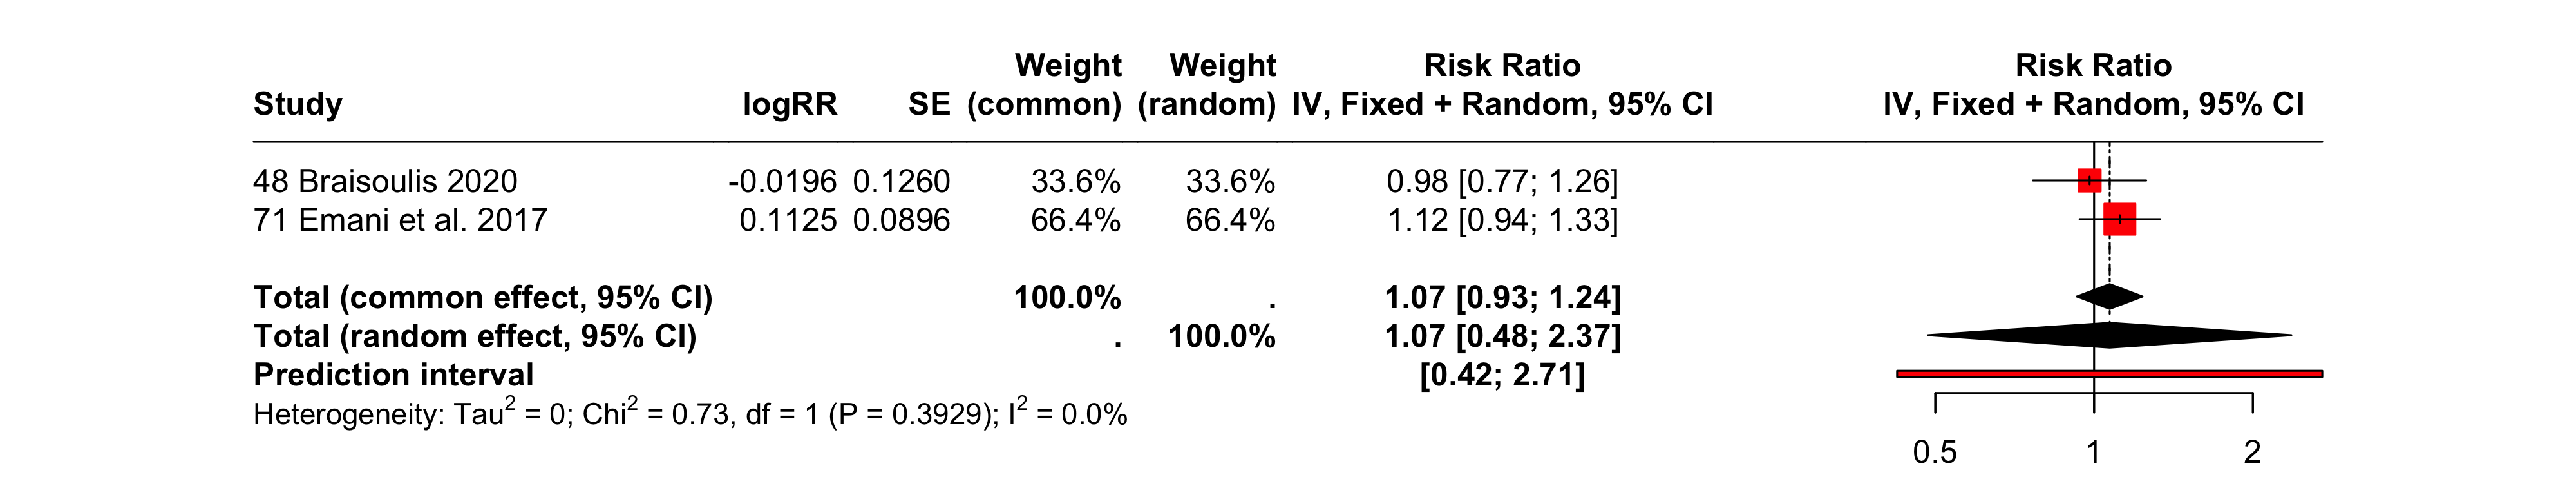 Weight Weight Risk Ratio Risk Ratio
Study logRR SE (common) (random) IV, Fixed + Random, 95% CI IV, Fixed + Random, 95% CI
48 Braisoulis 2020 -0.0196 0.1260 33.6% 33.6% 0.98 [0.77; 1.26]
71 Emani et al. 2017 0.1125 0.0896 66.4% 66.4% 1.12 [0.94; 1.33]
Total (common effect, 95% CI) 100.0% . 1.07 [0.93; 1.24]
Total (random effect, 95% CI) . 100.0% 1.07 [0.48; 2.37]
Prediction interval [0.42; 2.71]
Heterogeneity: Tau² = 0; Chi² = 0.73, df = 1 (P = 0.3929); I² = 0.0%
0.5 1 2